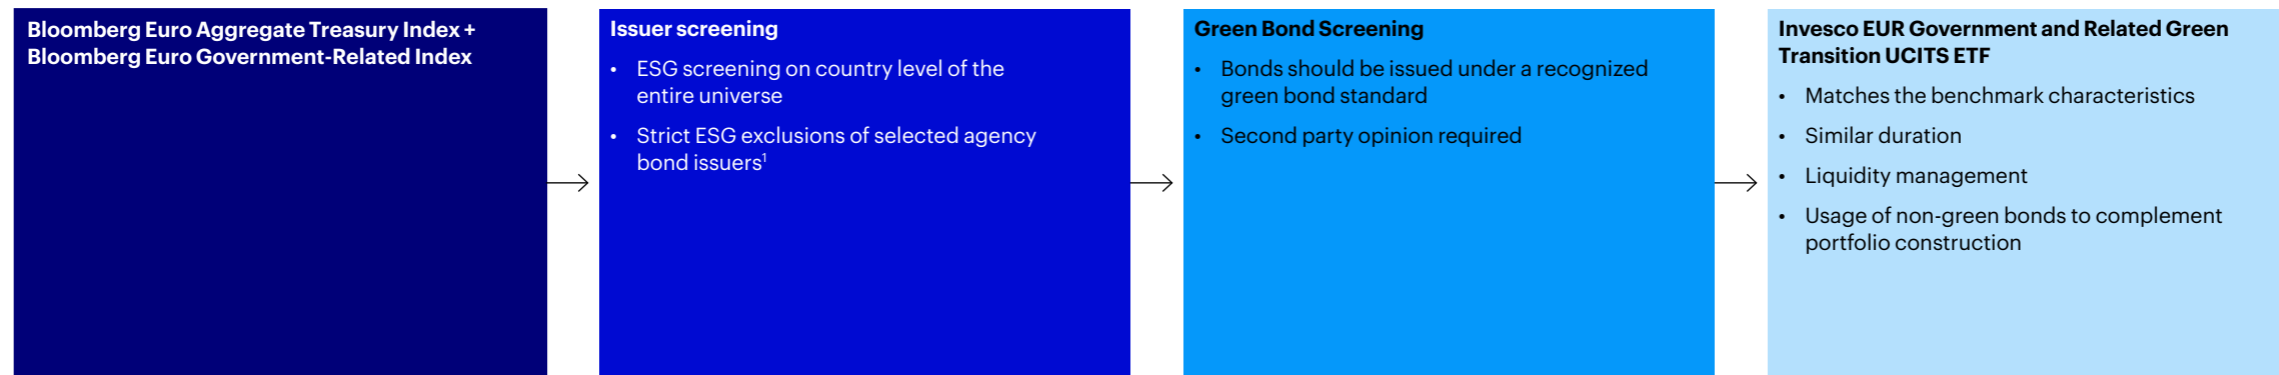 Bloomberg Euro Aggregate Treasury Index +
Bloomberg Euro Government-Related Index
Issuer screening
• ESG screening on country level of the
entire universe
• Strict ESG exclusions of selected agency
bond issuers¹
Green Bond Screening
• Bonds should be issued under a recognized
green bond standard
• Second party opinion required
Invesco EUR Government and Related Green
Transition UCITS ETF
• Matches the benchmark characteristics
• Similar duration
• Liquidity management
• Usage of non-green bonds to complement
portfolio construction